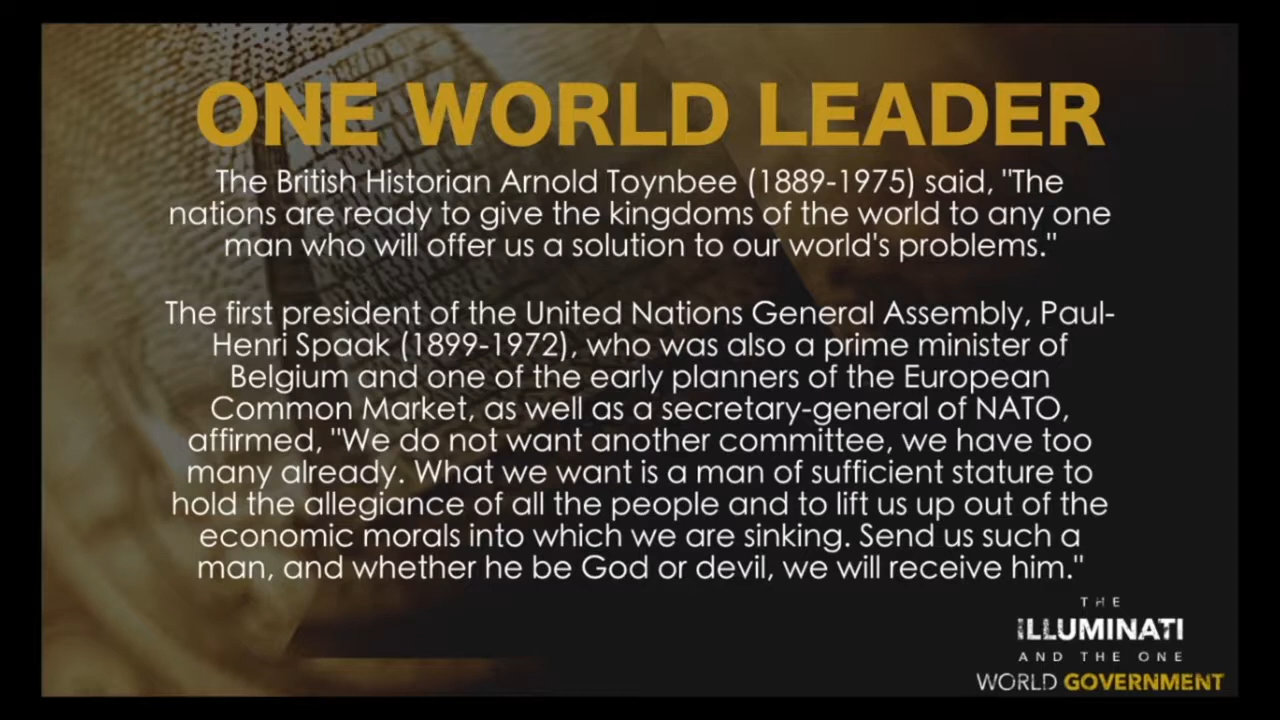 ONE WORLD LEADER
The British Historian Arnold Toynbee (1889-1975) said, "The
nations are ready to give the kingdoms of the world to any one
man who will offer us a solution to our world's problems."
The first president of the United Nations General Assembly, Paul-
Henri Spaak (1899-1972), who was also a prime minister of
Belgium and one of the early planners of the European
Common Market, as well as a secretary-general of NATO,
affirmed, "We do not want another committee, we have too
many already. What we want is a man of sufficient stature to
hold the allegiance of all the people and to lift us up out of the
economic morals into which we are sinking. Send us such a
man, and whether he be God or devil, we will receive him."
THE
ILLUMINATI
AND THE ONE
WORLD GOVERNMENT